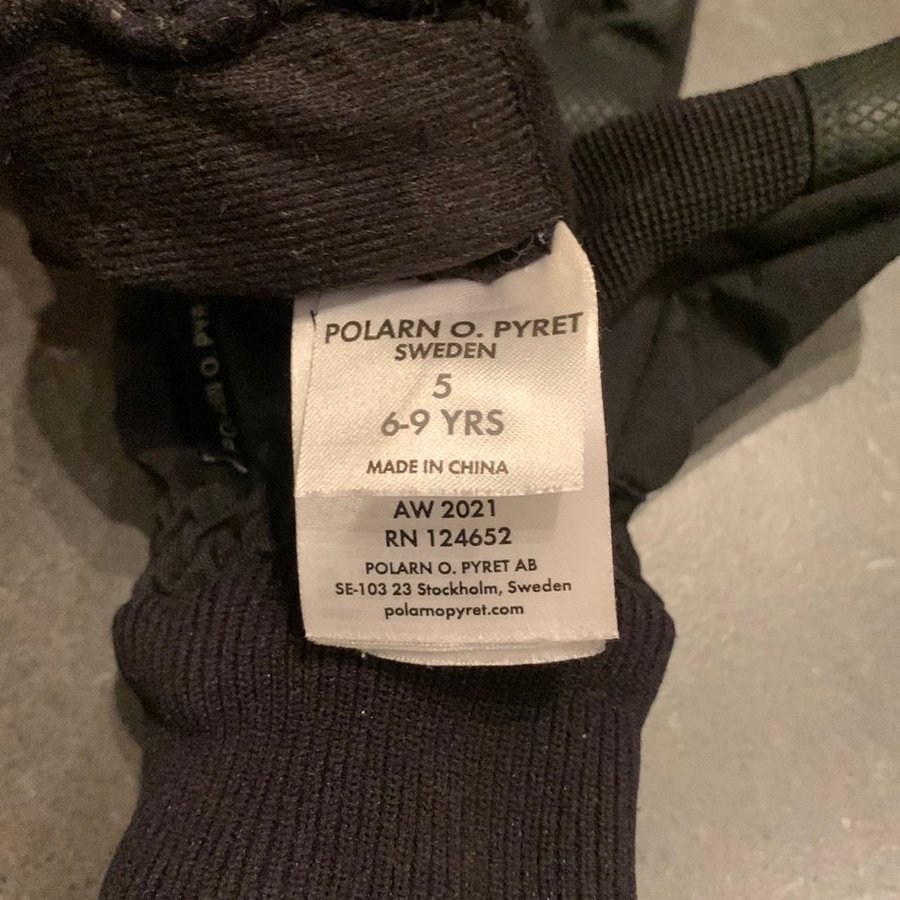 POLARN O. PYRET
SWEDEN
5
6-9 YRS
MADE IN CHINA
AW 2021
RN 124652
POLARN O. PYRET AB
SE-103 23 Stockholm, Sweden
polarnopyret.com